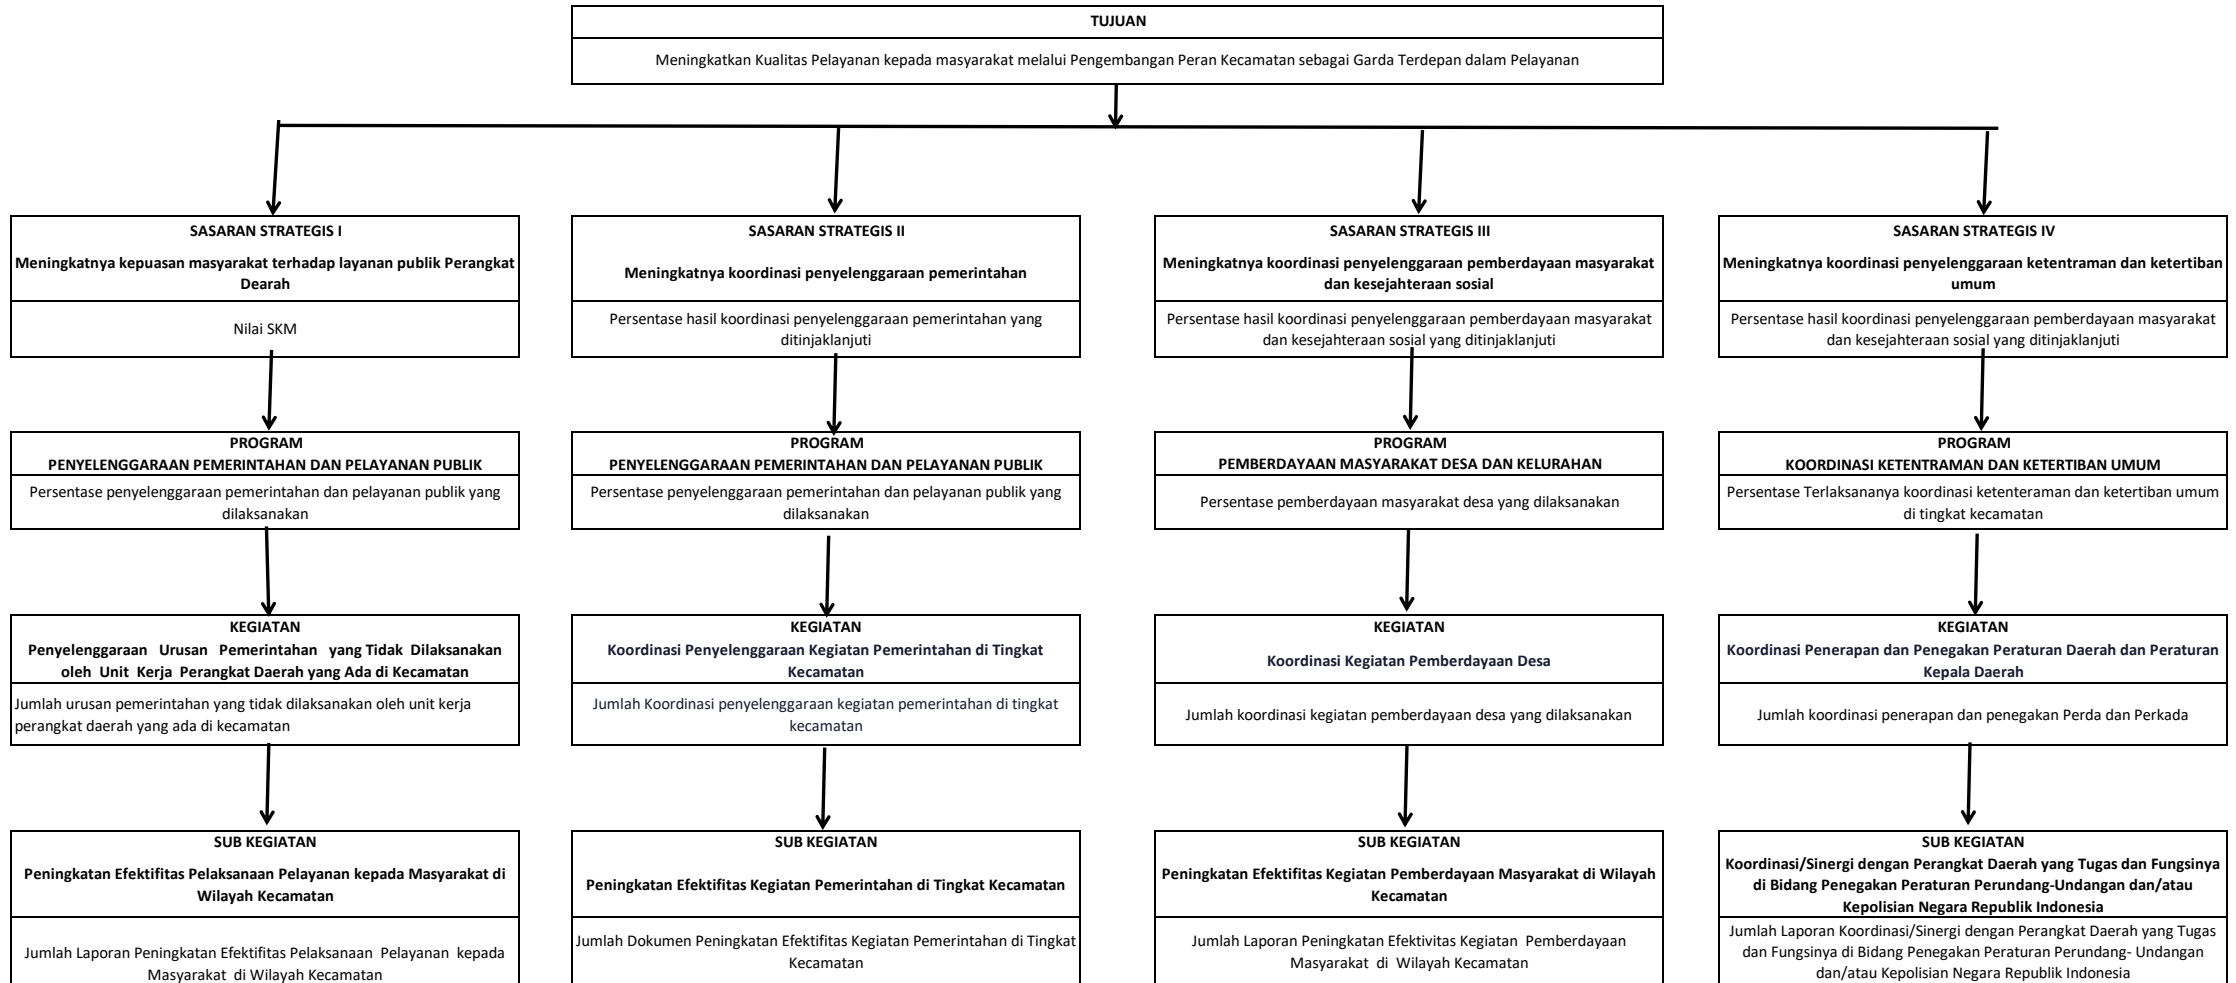 TUJUAN
Meningkatkan Kualitas Pelayanan kepada masyarakat melalui Pengembangan Peran Kecamatan sebagai Garda Terdepan dalam Pelayanan
SASARAN STRATEGIS I
Meningkatnya kepuasan masyarakat terhadap layanan publik Perangkat
Dearah
Nilai SKM
SASARAN STRATEGIS II
Meningkatnya koordinasi penyelenggaraan pemerintahan
Persentase hasil koordinasi penyelenggaraan pemerintahan yang
ditinjaklanjuti
SASARAN STRATEGIS III
Meningkatnya koordinasi penyelenggaraan pemberdayaan masyarakat
dan kesejahteraan sosial
Persentase hasil koordinasi penyelenggaraan pemberdayaan masyarakat
dan kesejahteraan sosial yang ditinjaklanjuti
SASARAN STRATEGIS IV
Meningkatnya koordinasi penyelenggaraan ketentraman dan ketertiban
umum
Persentase hasil koordinasi penyelenggaraan pemberdayaan masyarakat
dan kesejahteraan sosial yang ditinjaklanjuti
PROGRAM
PENYELENGGARAAN PEMERINTAHAN DAN PELAYANAN PUBLIK
Persentase penyelenggaraan pemerintahan dan pelayanan publik yang
dilaksanakan
PROGRAM
PENYELENGGARAAN PEMERINTAHAN DAN PELAYANAN PUBLIK
Persentase penyelenggaraan pemerintahan dan pelayanan publik yang
dilaksanakan
PROGRAM
PEMBERDAYAAN MASYARAKAT DESA DAN KELURAHAN
Persentase pemberdayaan masyarakat desa yang dilaksanakan
PROGRAM
KOORDINASI KETENTRAMAN DAN KETERTIBAN UMUM
Persentase Terlaksananya koordinasi ketenteraman dan ketertiban umum
di tingkat kecamatan
KEGIATAN
Penyelenggaraan Urusan Pemerintahan yang Tidak Dilaksanakan
oleh Unit Kerja Perangkat Daerah yang Ada di Kecamatan
Jumlah urusan pemerintahan yang tidak dilaksanakan oleh unit kerja
perangkat daerah yang ada di kecamatan
KEGIATAN
Koordinasi Penyelenggaraan Kegiatan Pemerintahan di Tingkat
Kecamatan
Jumlah Koordinasi penyelenggaraan kegiatan pemerintahan di tingkat
kecamatan
KEGIATAN
Koordinasi Kegiatan Pemberdayaan Desa
Jumlah koordinasi kegiatan pemberdayaan desa yang dilaksanakan
KEGIATAN
Koordinasi Penerapan dan Penegakan Peraturan Daerah dan Peraturan
Kepala Daerah
Jumlah koordinasi penerapan dan penegakan Perda dan Perkada
SUB KEGIATAN
Peningkatan Efektifitas Pelaksanaan Pelayanan kepada Masyarakat di
Wilayah Kecamatan
Jumlah Laporan Peningkatan Efektifitas Pelaksanaan Pelayanan kepada
Masyarakat di Wilayah Kecamatan
SUB KEGIATAN
Peningkatan Efektifitas Kegiatan Pemerintahan di Tingkat Kecamatan
Jumlah Dokumen Peningkatan Efektifitas Kegiatan Pemerintahan di Tingkat
Kecamatan
SUB KEGIATAN
Peningkatan Efektifitas Kegiatan Pemberdayaan Masyarakat di Wilayah
Kecamatan
Jumlah Laporan Peningkatan Efektivitas Kegiatan Pemberdayaan
Masyarakat di Wilayah Kecamatan
SUB KEGIATAN
Koordinasi/Sinergi dengan Perangkat Daerah yang Tugas dan Fungsinya
di Bidang Penegakan Peraturan Perundang-Undangan dan/atau
Kepolisian Negara Republik Indonesia
Jumlah Laporan Koordinasi/Sinergi dengan Perangkat Daerah yang Tugas
dan Fungsinya di Bidang Penegakan Peraturan Perundang- Undangan
dan/atau Kepolisian Negara Republik Indonesia